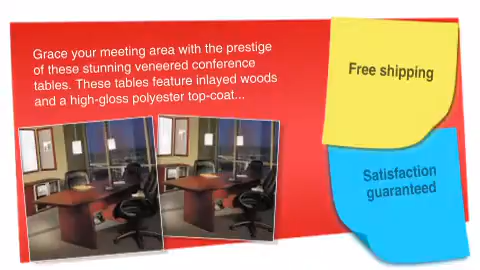 Grace your meeting area with the prestige
of these stunning veneered conference
tables. These tables feature inlayed woods
and a high-gloss polyester top-coat...
Free shipping
Satisfaction
guaranteed